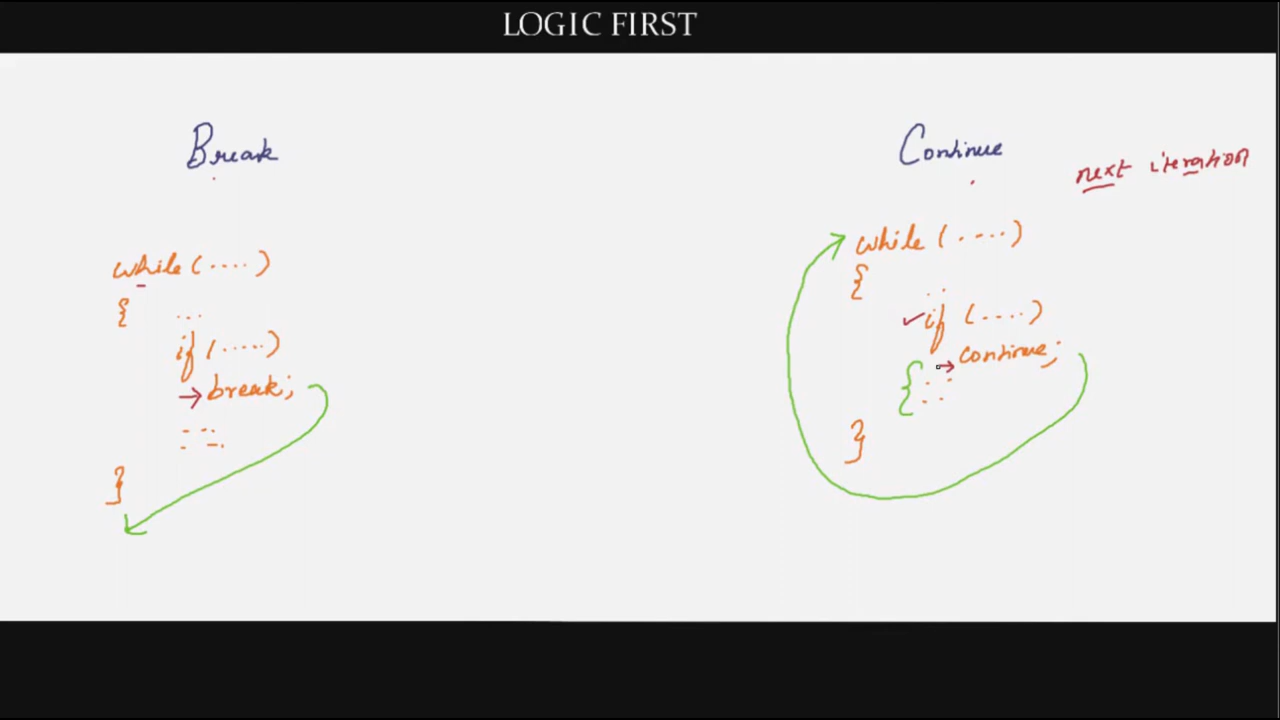 LOGIC FIRST
Break
while (....)
{ ...
if (.....)
break;
}
Continue
next iteration
while (....)
{
if (....)
continue;
{
}